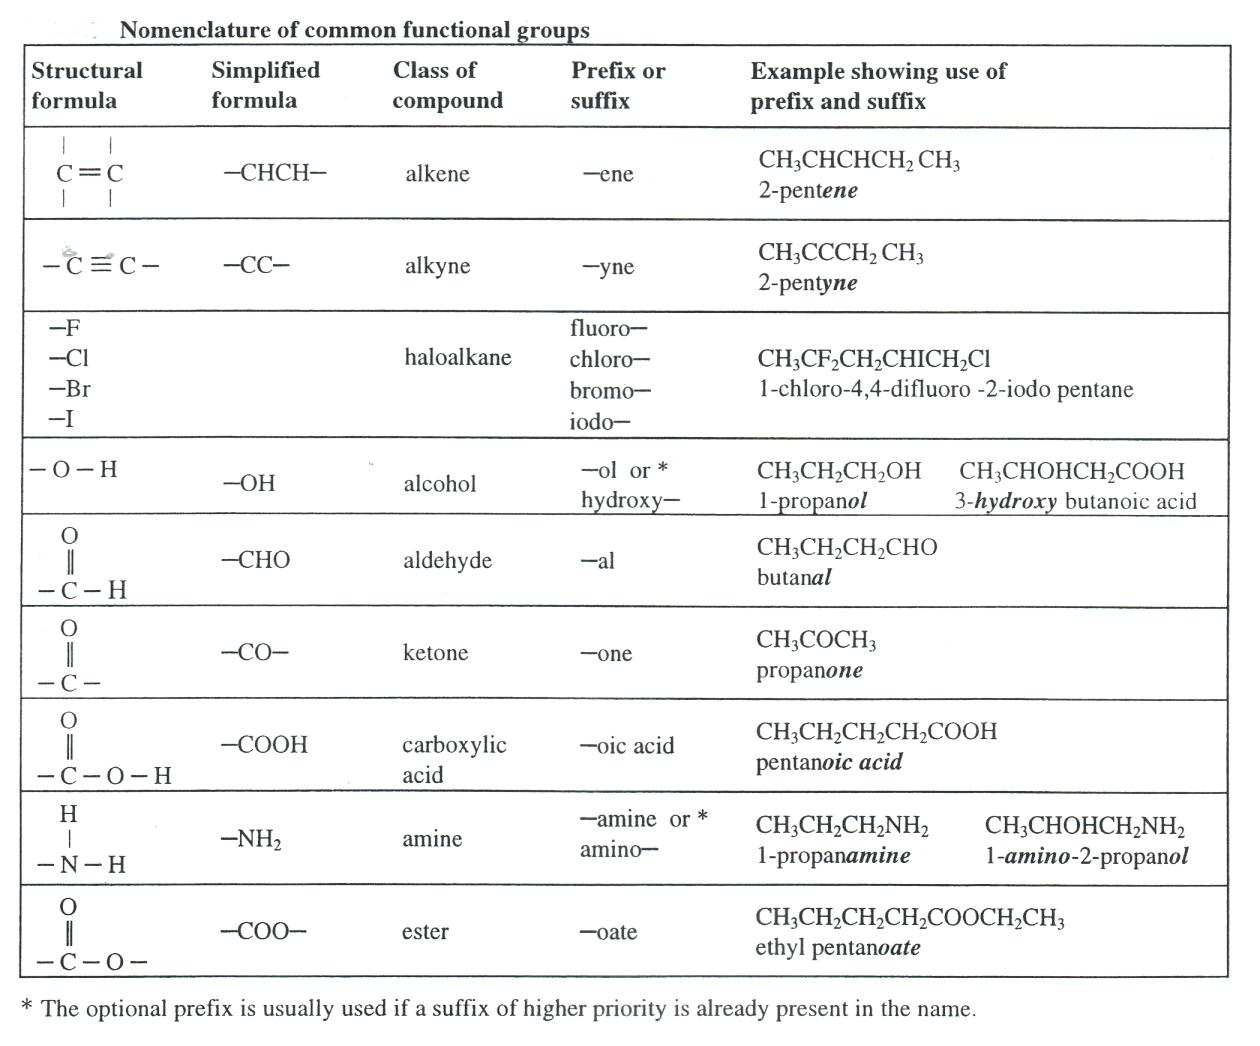 Nomenclature of common functional groups
Structural formula Simplified formula Class of compound Prefix or suffix Example showing use of prefix and suffix
| |
C=C –CHCH– alkene –ene CH₃CHCHCH₂ CH₃
| | 2-pentene
–C≡C– –CC– alkyne –yne CH₃CCCH₂ CH₃
2-pentyne
–F fluoro–
–Cl haloalkane chloro– CH₃CF₂CH₂CHICH₂Cl
–Br bromo– 1-chloro-4,4-difluoro -2-iodo pentane
–I iodo–
–O–H –OH alcohol –ol or * CH₃CH₂CH₂OH CH₃CHOHCH₂COOH
hydroxy– 1-propanol 3-hydroxy butanoic acid
O
||
–C–H –CHO aldehyde –al CH₃CH₂CH₂CHO
butanal
O
||
–C– –CO– ketone –one CH₃COCH₃
propanone
O
||
–C–O–H –COOH carboxylic acid –oic acid CH₃CH₂CH₂CH₂COOH
pentanoic acid
H
|
–N–H –NH₂ amine –amine or * CH₃CH₂CH₂NH₂ CH₃CHOHCH₂NH₂
amino– 1-propanamine 1-amino-2-propanol
O
||
–C–O– –COO– ester –oate CH₃CH₂CH₂CH₂COOCH₂CH₃
ethyl pentanoate
* The optional prefix is usually used if a suffix of higher priority is already present in the name.